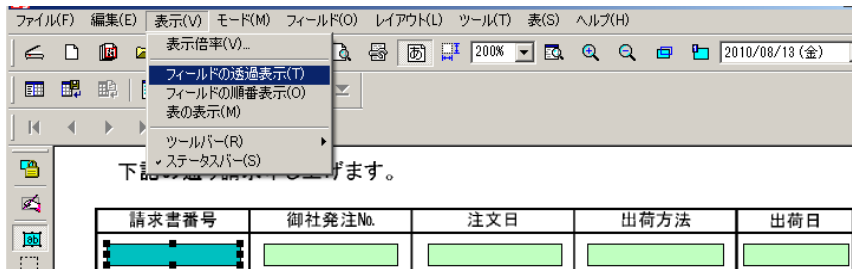 ファイル(F) 編集(E) 表示(V) モード(M) フィールド(O) レイアウト(L) ツール(T) 表(S) ヘルプ(H)
表示倍率(V)...
あ 200% 2010/08/13 (金)
フィールドの透過表示(T)
フィールドの順番表示(O)
表の表示(M)
ツールバー(R)
ステータスバー(S)
下記の通り請求申し上げます。
請求書番号 御社発注No. 注文日 出荷方法 出荷日